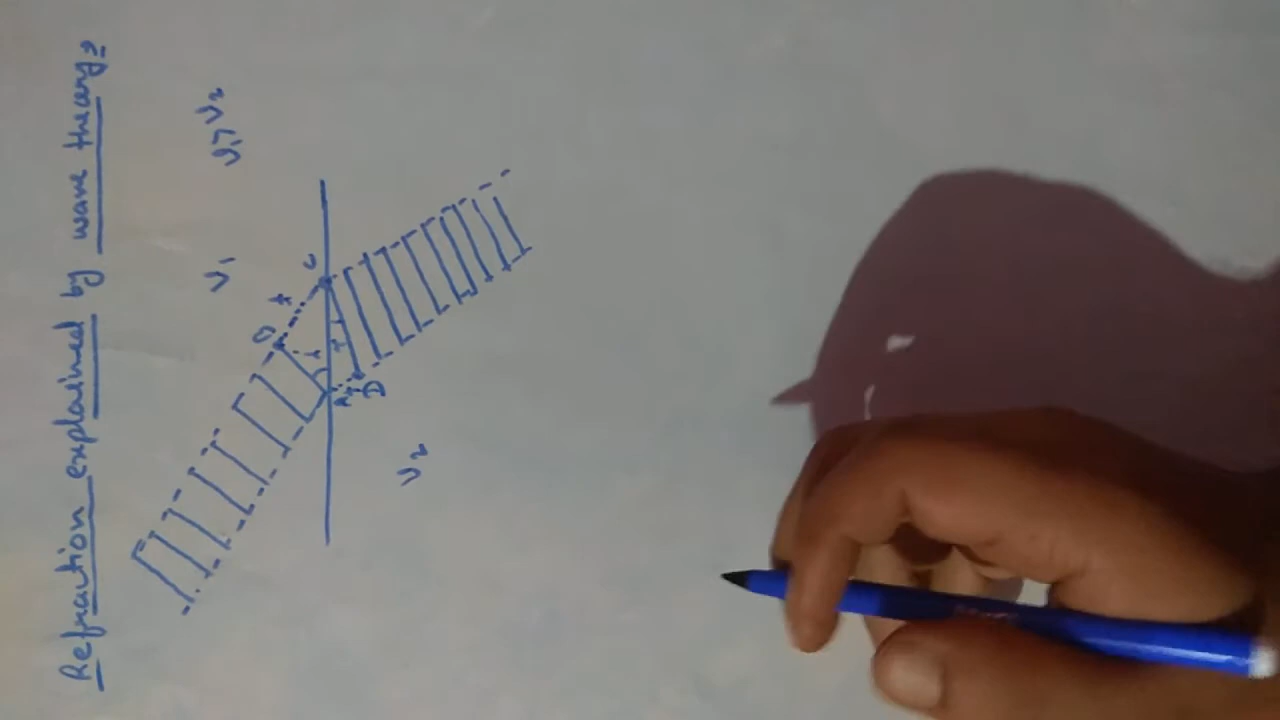 Refraction explained by wave theory:
v₁ > v₂
v₁
C
B
i
r
A
D
v₂